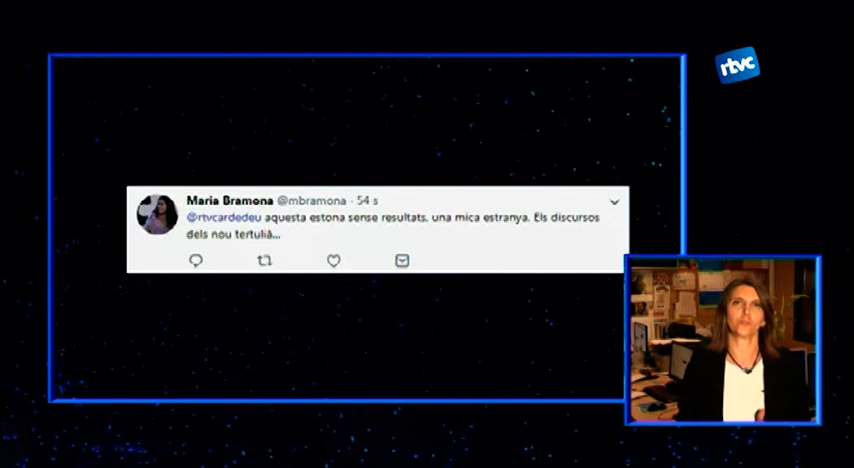 rtvc
Maria Bramona @mbramona · 54 s
@rtvcardedeu aquesta estona sense resultats, una mica estranya. Els discursos
dels nou tertulià...